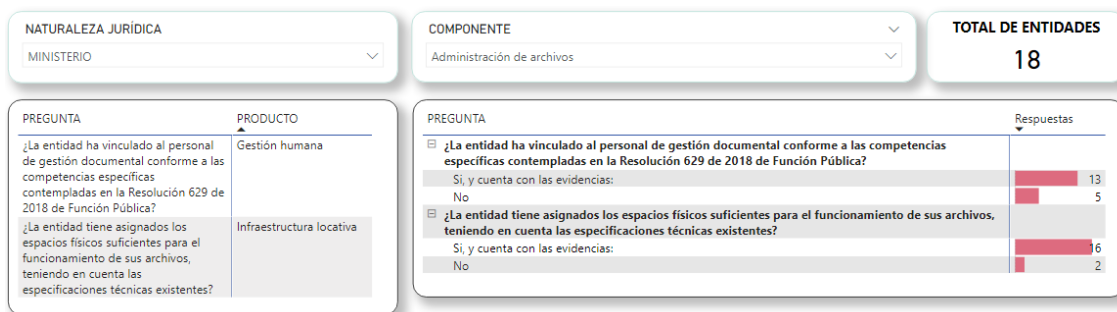 NATURALEZA JURÍDICA
MINISTERIO
COMPONENTE
Administración de archivos
TOTAL DE ENTIDADES
18
PREGUNTA PRODUCTO
¿La entidad ha vinculado al personal Gestión humana
de gestión documental conforme a las
competencias específicas
contempladas en la Resolución 629 de
2018 de Función Pública?
¿La entidad tiene asignados los Infraestructura locativa
espacios físicos suficientes para el
funcionamiento de sus archivos,
teniendo en cuenta las
especificaciones técnicas existentes?
PREGUNTA Respuestas
¿La entidad ha vinculado al personal de gestión documental conforme a las competencias
específicas contempladas en la Resolución 629 de 2018 de Función Pública?
Si, y cuenta con las evidencias: 13
No 5
¿La entidad tiene asignados los espacios físicos suficientes para el funcionamiento de sus archivos,
teniendo en cuenta las especificaciones técnicas existentes?
Si, y cuenta con las evidencias: 16
No 2